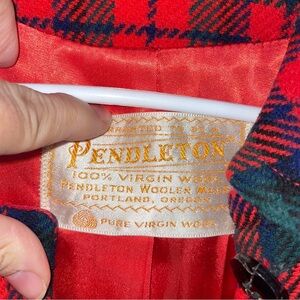 PENDLETON
100% VIRGIN WOOL
PENDLETON WOOLEN MILLS
PORTLAND, OREGON
PURE VIRGIN WOOL